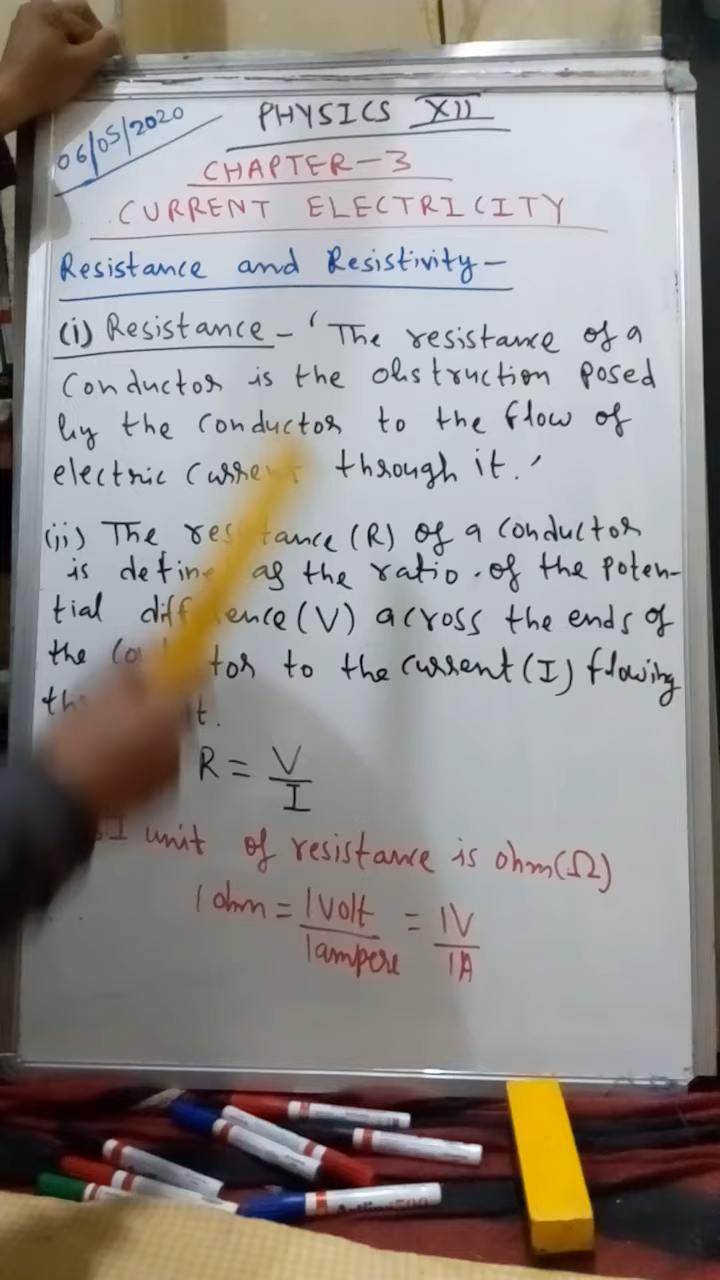 06/05/2020
PHYSICS XII
CHAPTER-3
CURRENT ELECTRICITY
Resistance and Resistivity-
(i) Resistance - ' The resistance of a
Conductor is the obstruction posed
by the conductor to the flow of
electric through it.'
(ii) The (R) of a conductor
is as the ratio of the poten-
tial (V) across the ends of
the to the current (I) flowing
R = V/I
unit of resistance is ohm (Ω)
1 ohm = 1 Volt/1 ampere = 1V/1A
Artline 500